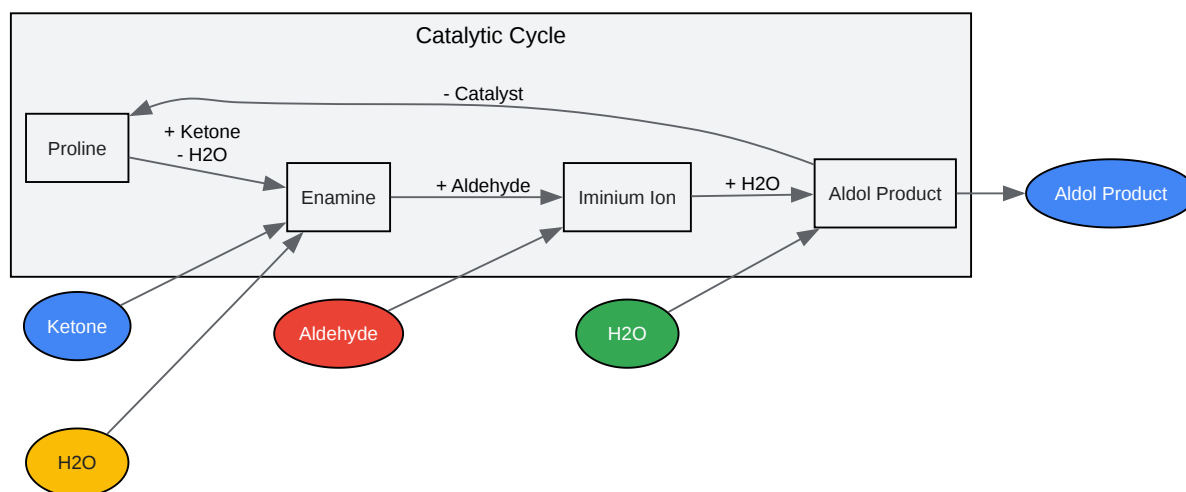 Catalytic Cycle
- Catalyst
+ Ketone
- H2O
Proline
Enamine
+ Aldehyde
Iminium Ion
+ H2O
Aldol Product
Aldol Product
Ketone
Aldehyde
H2O
H2O